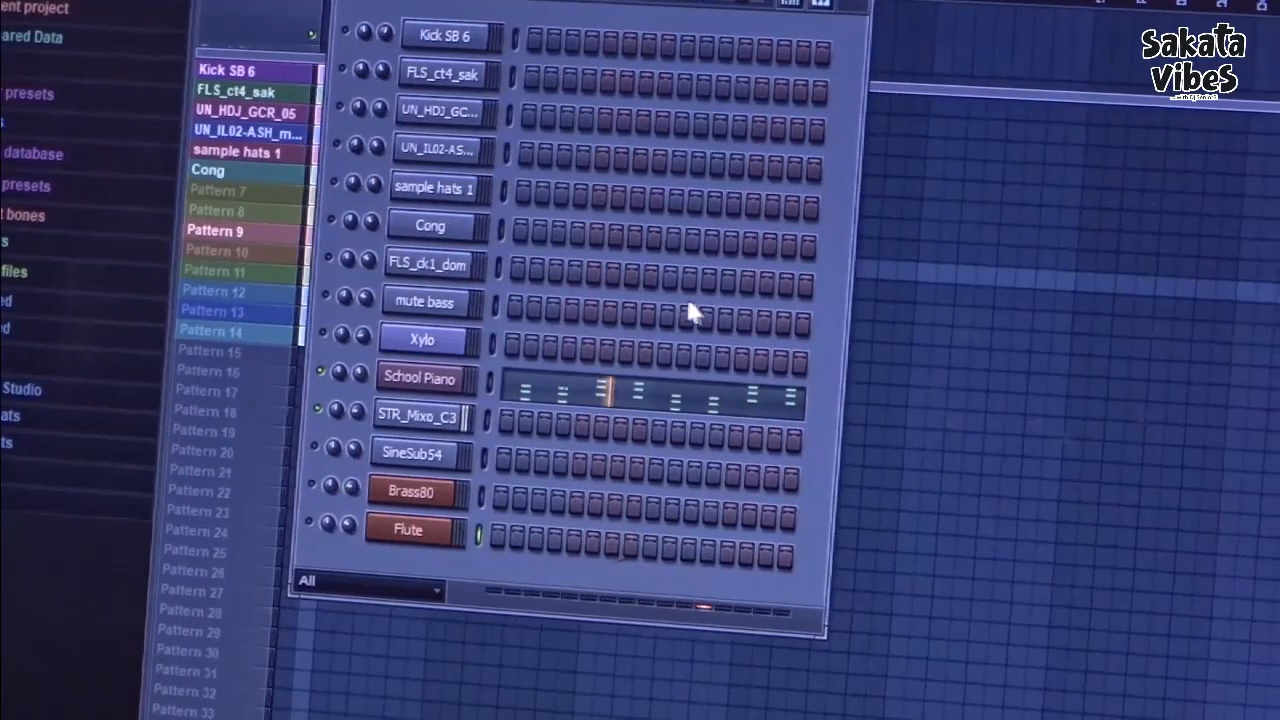 ent project
ared Data
presets
database
presets
t bones
s
files
ed
d
Studio
ats
ts
Kick SB 6
FLS_ct4_sak
UN_HDJ_GCR_05
UN_IL02-ASH_m...
sample hats 1
Cong
Pattern 7
Pattern 8
Pattern 9
Pattern 10
Pattern 11
Pattern 12
Pattern 13
Pattern 14
Pattern 15
Pattern 16
Pattern 17
Pattern 18
Pattern 19
Pattern 20
Pattern 21
Pattern 22
Pattern 23
Pattern 24
Pattern 25
Pattern 26
Pattern 27
Pattern 28
Pattern 29
Pattern 30
Pattern 31
Pattern 32
Pattern 33
Kick SB 6
FLS_ct4_sak
UN_HDJ_GC...
UN_IL02-AS...
sample hats 1
Cong
FLS_ck1_dom
mute bass
Xylo
School Piano
STR_Mixo_C3
SineSub54
Brass80
Flute
All
Sakata
Vibes